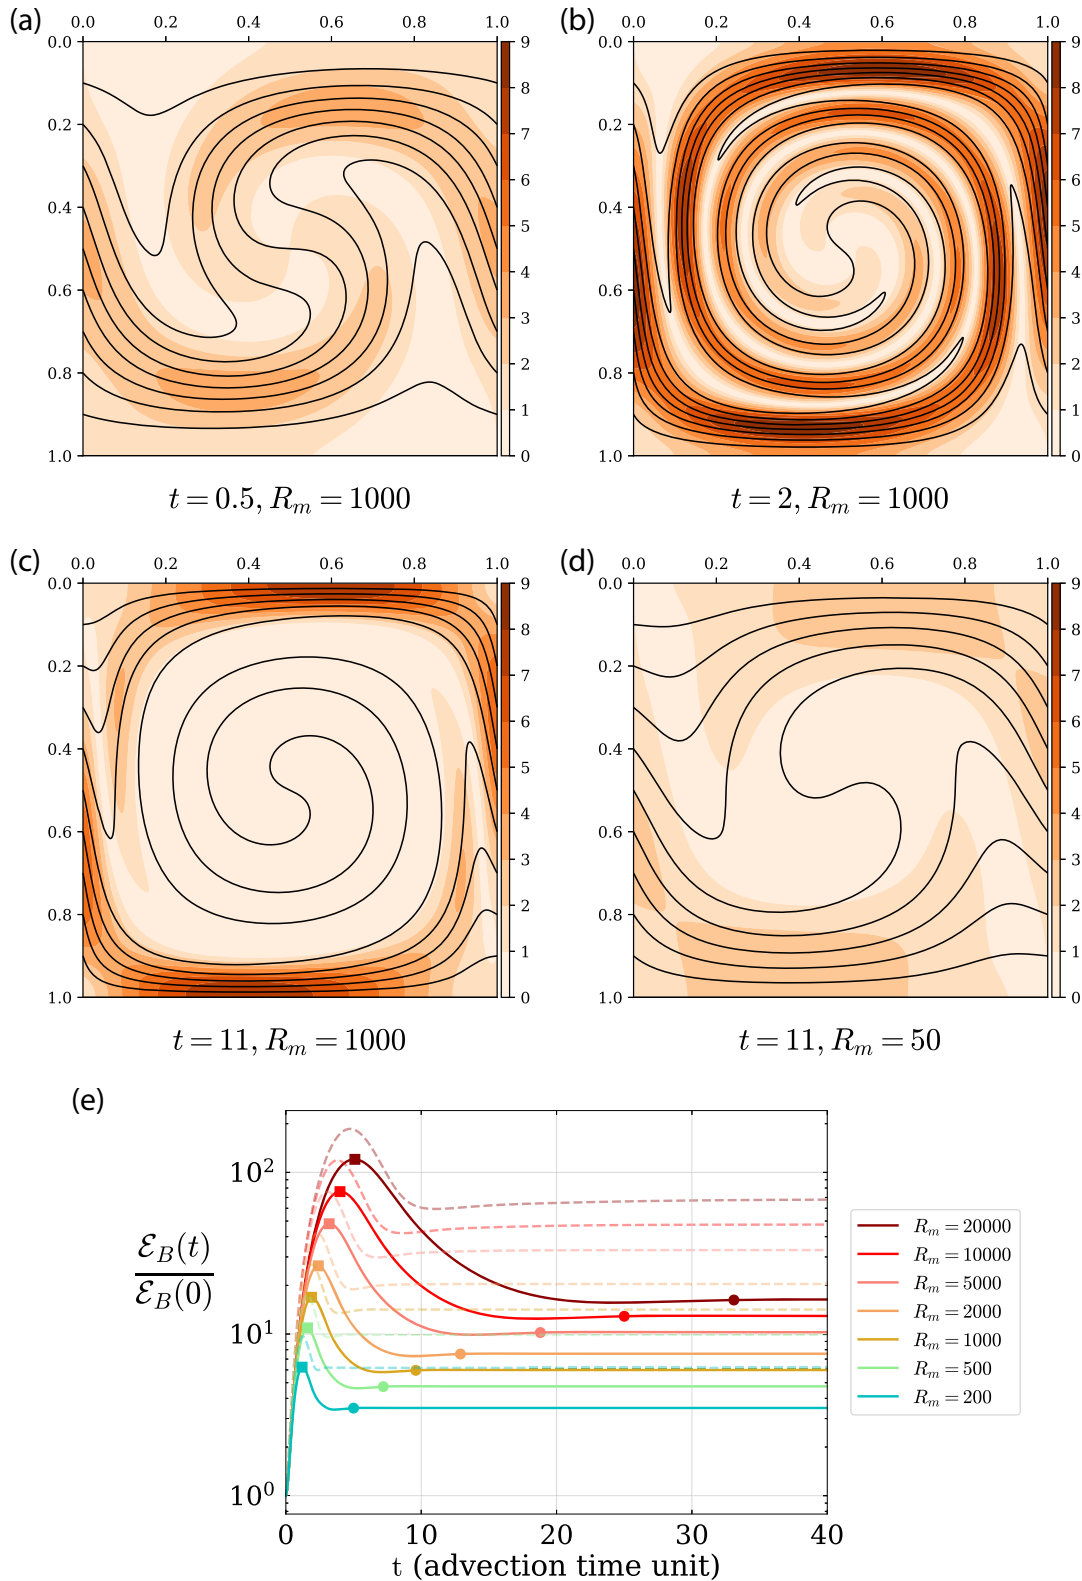 (a)
0.0 0.2 0.4 0.6 0.8 1.0
0.0
0.2
0.4
0.6
0.8
1.0
9
8
7
6
5
4
3
2
1
0
t = 0.5, R_m = 1000
(b)
0.0 0.2 0.4 0.6 0.8 1.0
0.0
0.2
0.4
0.6
0.8
1.0
9
8
7
6
5
4
3
2
1
0
t = 2, R_m = 1000
(c)
0.0 0.2 0.4 0.6 0.8 1.0
0.0
0.2
0.4
0.6
0.8
1.0
9
8
7
6
5
4
3
2
1
0
t = 11, R_m = 1000
(d)
0.0 0.2 0.4 0.6 0.8 1.0
0.0
0.2
0.4
0.6
0.8
1.0
9
8
7
6
5
4
3
2
1
0
t = 11, R_m = 50
(e)
ℰ_B(t)
ℰ_B(0)
10²
10¹
10⁰
0 10 20 30 40
t (advection time unit)
R_m = 20000
R_m = 10000
R_m = 5000
R_m = 2000
R_m = 1000
R_m = 500
R_m = 200